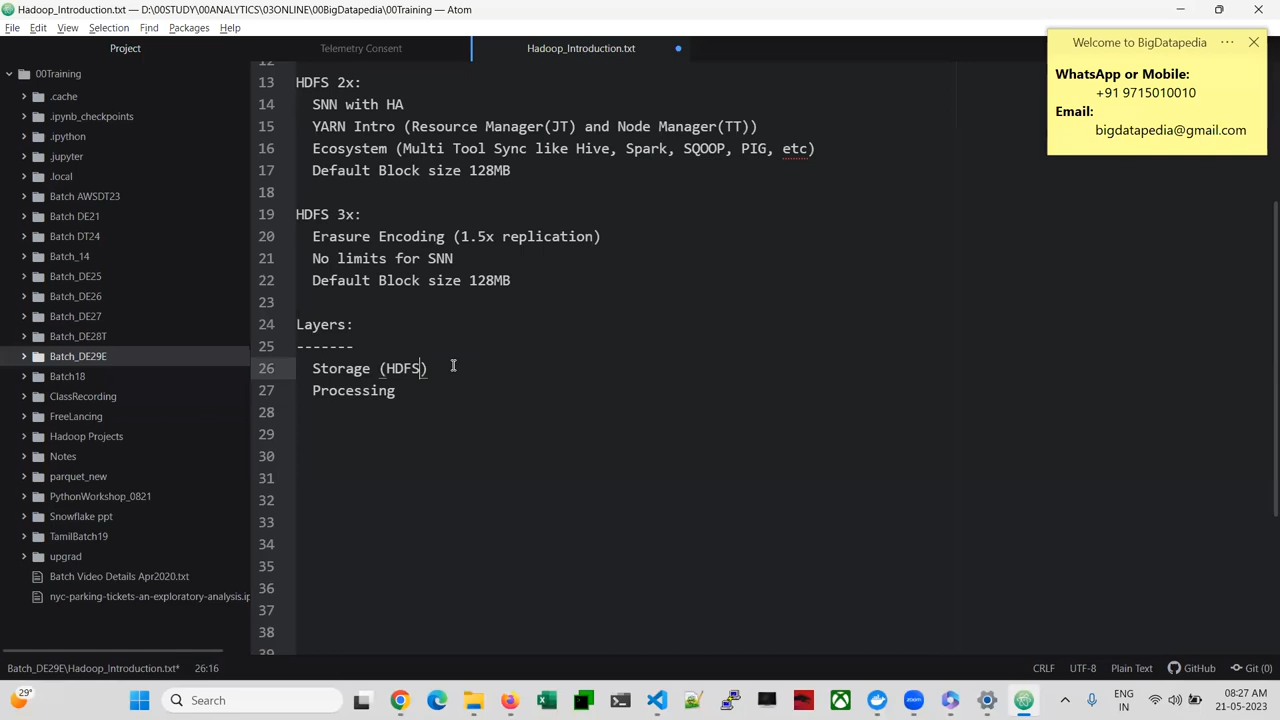 Hadoop_Introduction.txt — D:\00STUDY\00ANALYTICS\03ONLINE\00BigDatapedia\00Training — Atom
File Edit View Selection Find Packages Help
Project
Telemetry Consent
Hadoop_Introduction.txt
Welcome to BigDatapedia
WhatsApp or Mobile:
+91 9715010010
Email:
bigdatapedia@gmail.com
00Training
.cache
.ipynb_checkpoints
.ipython
.jupyter
.local
Batch AWSDT23
Batch DE21
Batch DT24
Batch_14
Batch_DE25
Batch_DE26
Batch_DE27
Batch_DE28T
Batch_DE29E
Batch18
ClassRecording
FreeLancing
Hadoop Projects
Notes
parquet_new
PythonWorkshop_0821
Snowflake ppt
TamilBatch19
upgrad
Batch Video Details Apr2020.txt
nyc-parking-tickets-an-exploratory-analysis.ip
12
13 HDFS 2x:
14 SNN with HA
15 YARN Intro (Resource Manager(JT) and Node Manager(TT))
16 Ecosystem (Multi Tool Sync like Hive, Spark, SQOOP, PIG, etc)
17 Default Block size 128MB
18
19 HDFS 3x:
20 Erasure Encoding (1.5x replication)
21 No limits for SNN
22 Default Block size 128MB
23
24 Layers:
25 -------
26 Storage (HDFS)
27 Processing
28
29
30
31
32
33
34
35
36
37
38
39
Batch_DE29E\Hadoop_Introduction.txt* 26:16
CRLF UTF-8 Plain Text GitHub Git (0)
29°
Search
ENG
IN
08:27 AM
21-05-2023